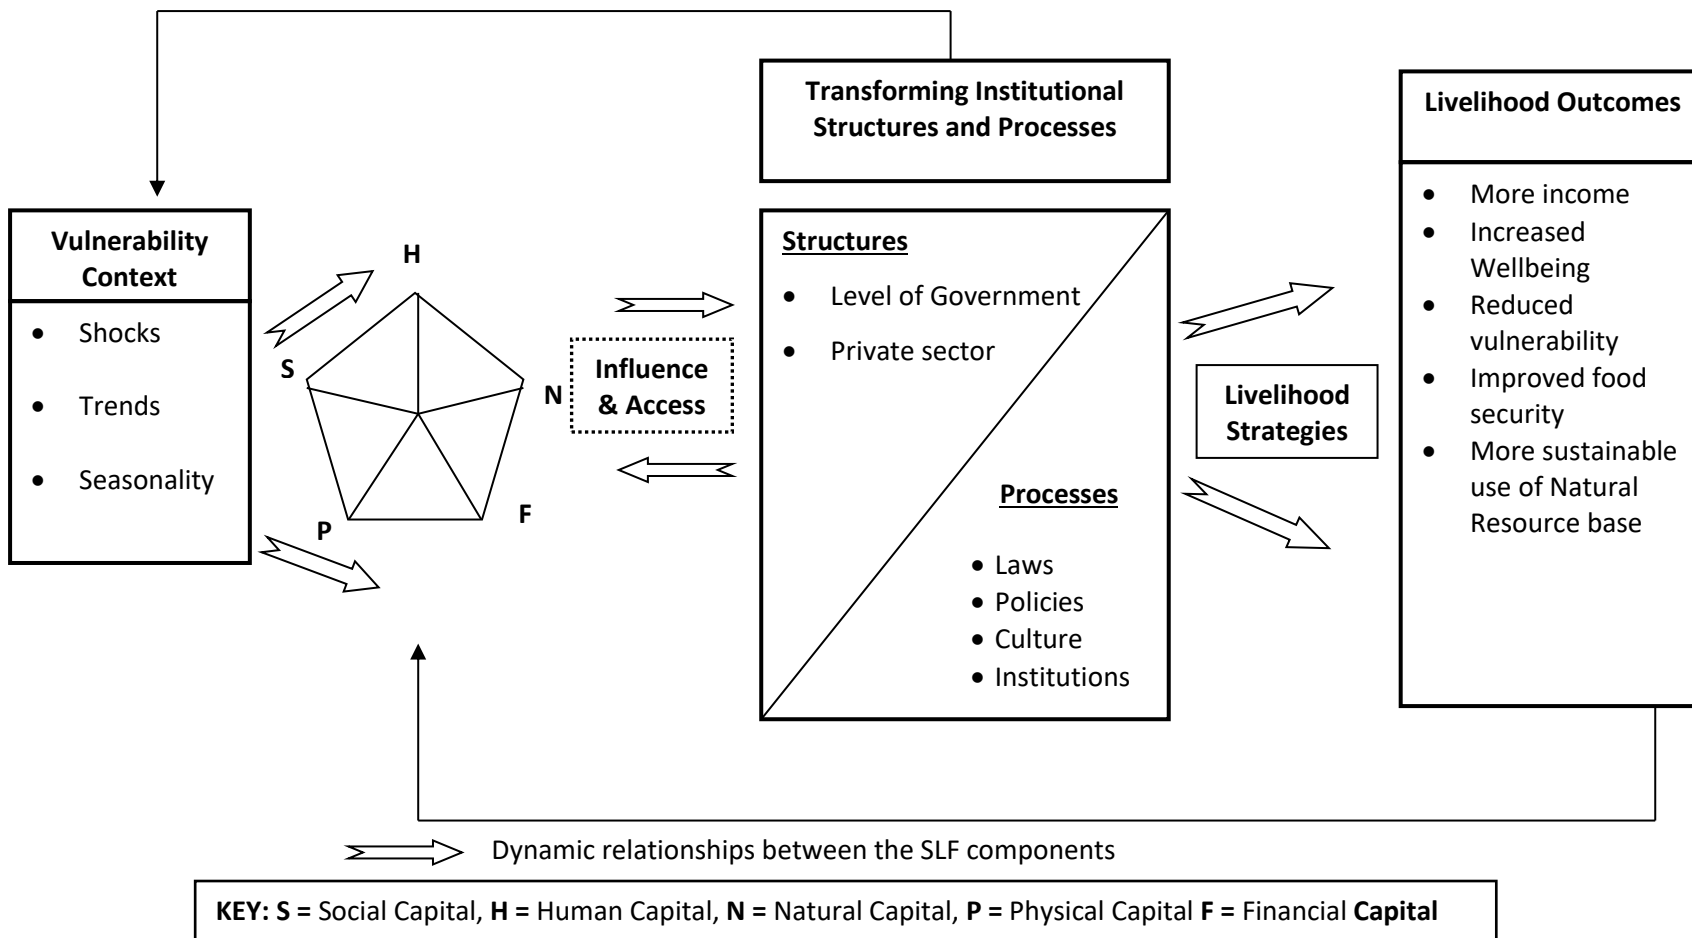 Transforming Institutional
Structures and Processes
Livelihood Outcomes
• More income
• Increased
Wellbeing
• Reduced
vulnerability
• Improved food
security
• More sustainable
use of Natural
Resource base
Vulnerability
Context
• Shocks
• Trends
• Seasonality
H
S
N
P
F
Influence
& Access
Structures
• Level of Government
• Private sector
Processes
• Laws
• Policies
• Culture
• Institutions
Livelihood
Strategies
Dynamic relationships between the SLF components
KEY: S = Social Capital, H = Human Capital, N = Natural Capital, P = Physical Capital F = Financial Capital